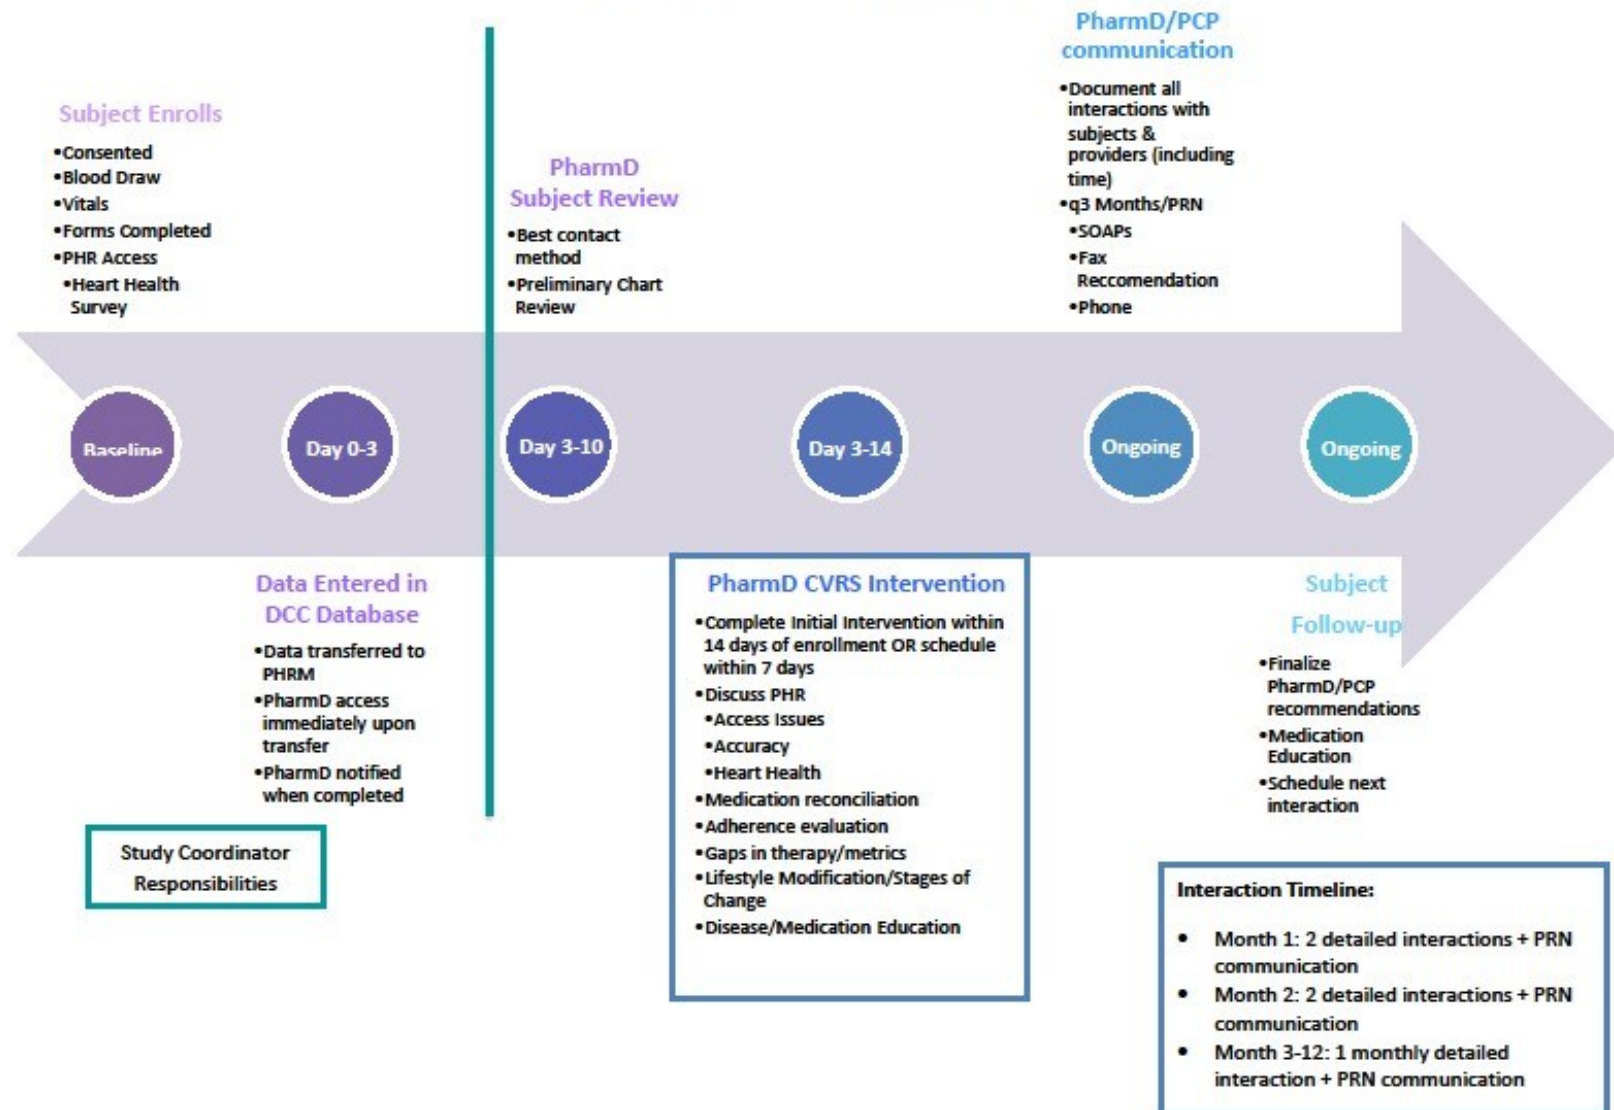 Subject Enrolls
•Consented
•Blood Draw
•Vitals
•Forms Completed
•PHR Access
•Heart Health
Survey
PharmD
Subject Review
•Best contact
method
•Preliminary Chart
Review
PharmD/PCP
communication
•Document all
interactions with
subjects &
providers (including
time)
•q3 Months/PRN
•SOAPs
•Fax
Reccomendation
•Phone
Baseline
Day 0-3
Day 3-10
Day 3-14
Ongoing
Ongoing
Data Entered in
DCC Database
•Data transferred to
PHRM
•PharmD access
immediately upon
transfer
•PharmD notified
when completed
Study Coordinator
Responsibilities
PharmD CVRS Intervention
•Complete Initial Intervention within
14 days of enrollment OR schedule
within 7 days
•Discuss PHR
•Access Issues
•Accuracy
•Heart Health
•Medication reconciliation
•Adherence evaluation
•Gaps in therapy/metrics
•Lifestyle Modification/Stages of
Change
•Disease/Medication Education
Subject
Follow-up
•Finalize
PharmD/PCP
recommendations
•Medication
Education
•Schedule next
interaction
Interaction Timeline:
• Month 1: 2 detailed interactions + PRN
communication
• Month 2: 2 detailed interactions + PRN
communication
• Month 3-12: 1 monthly detailed
interaction + PRN communication